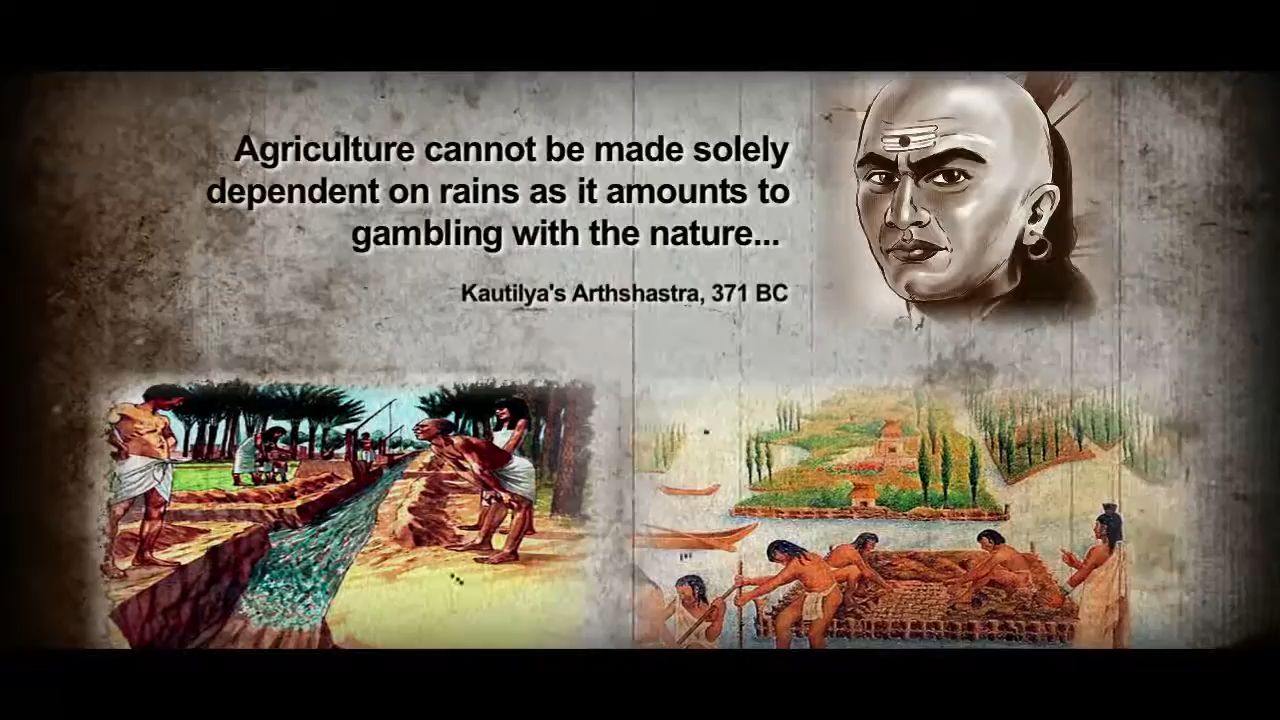 Agriculture cannot be made solely
dependent on rains as it amounts to
gambling with the nature...
Kautilya's Arthshastra, 371 BC